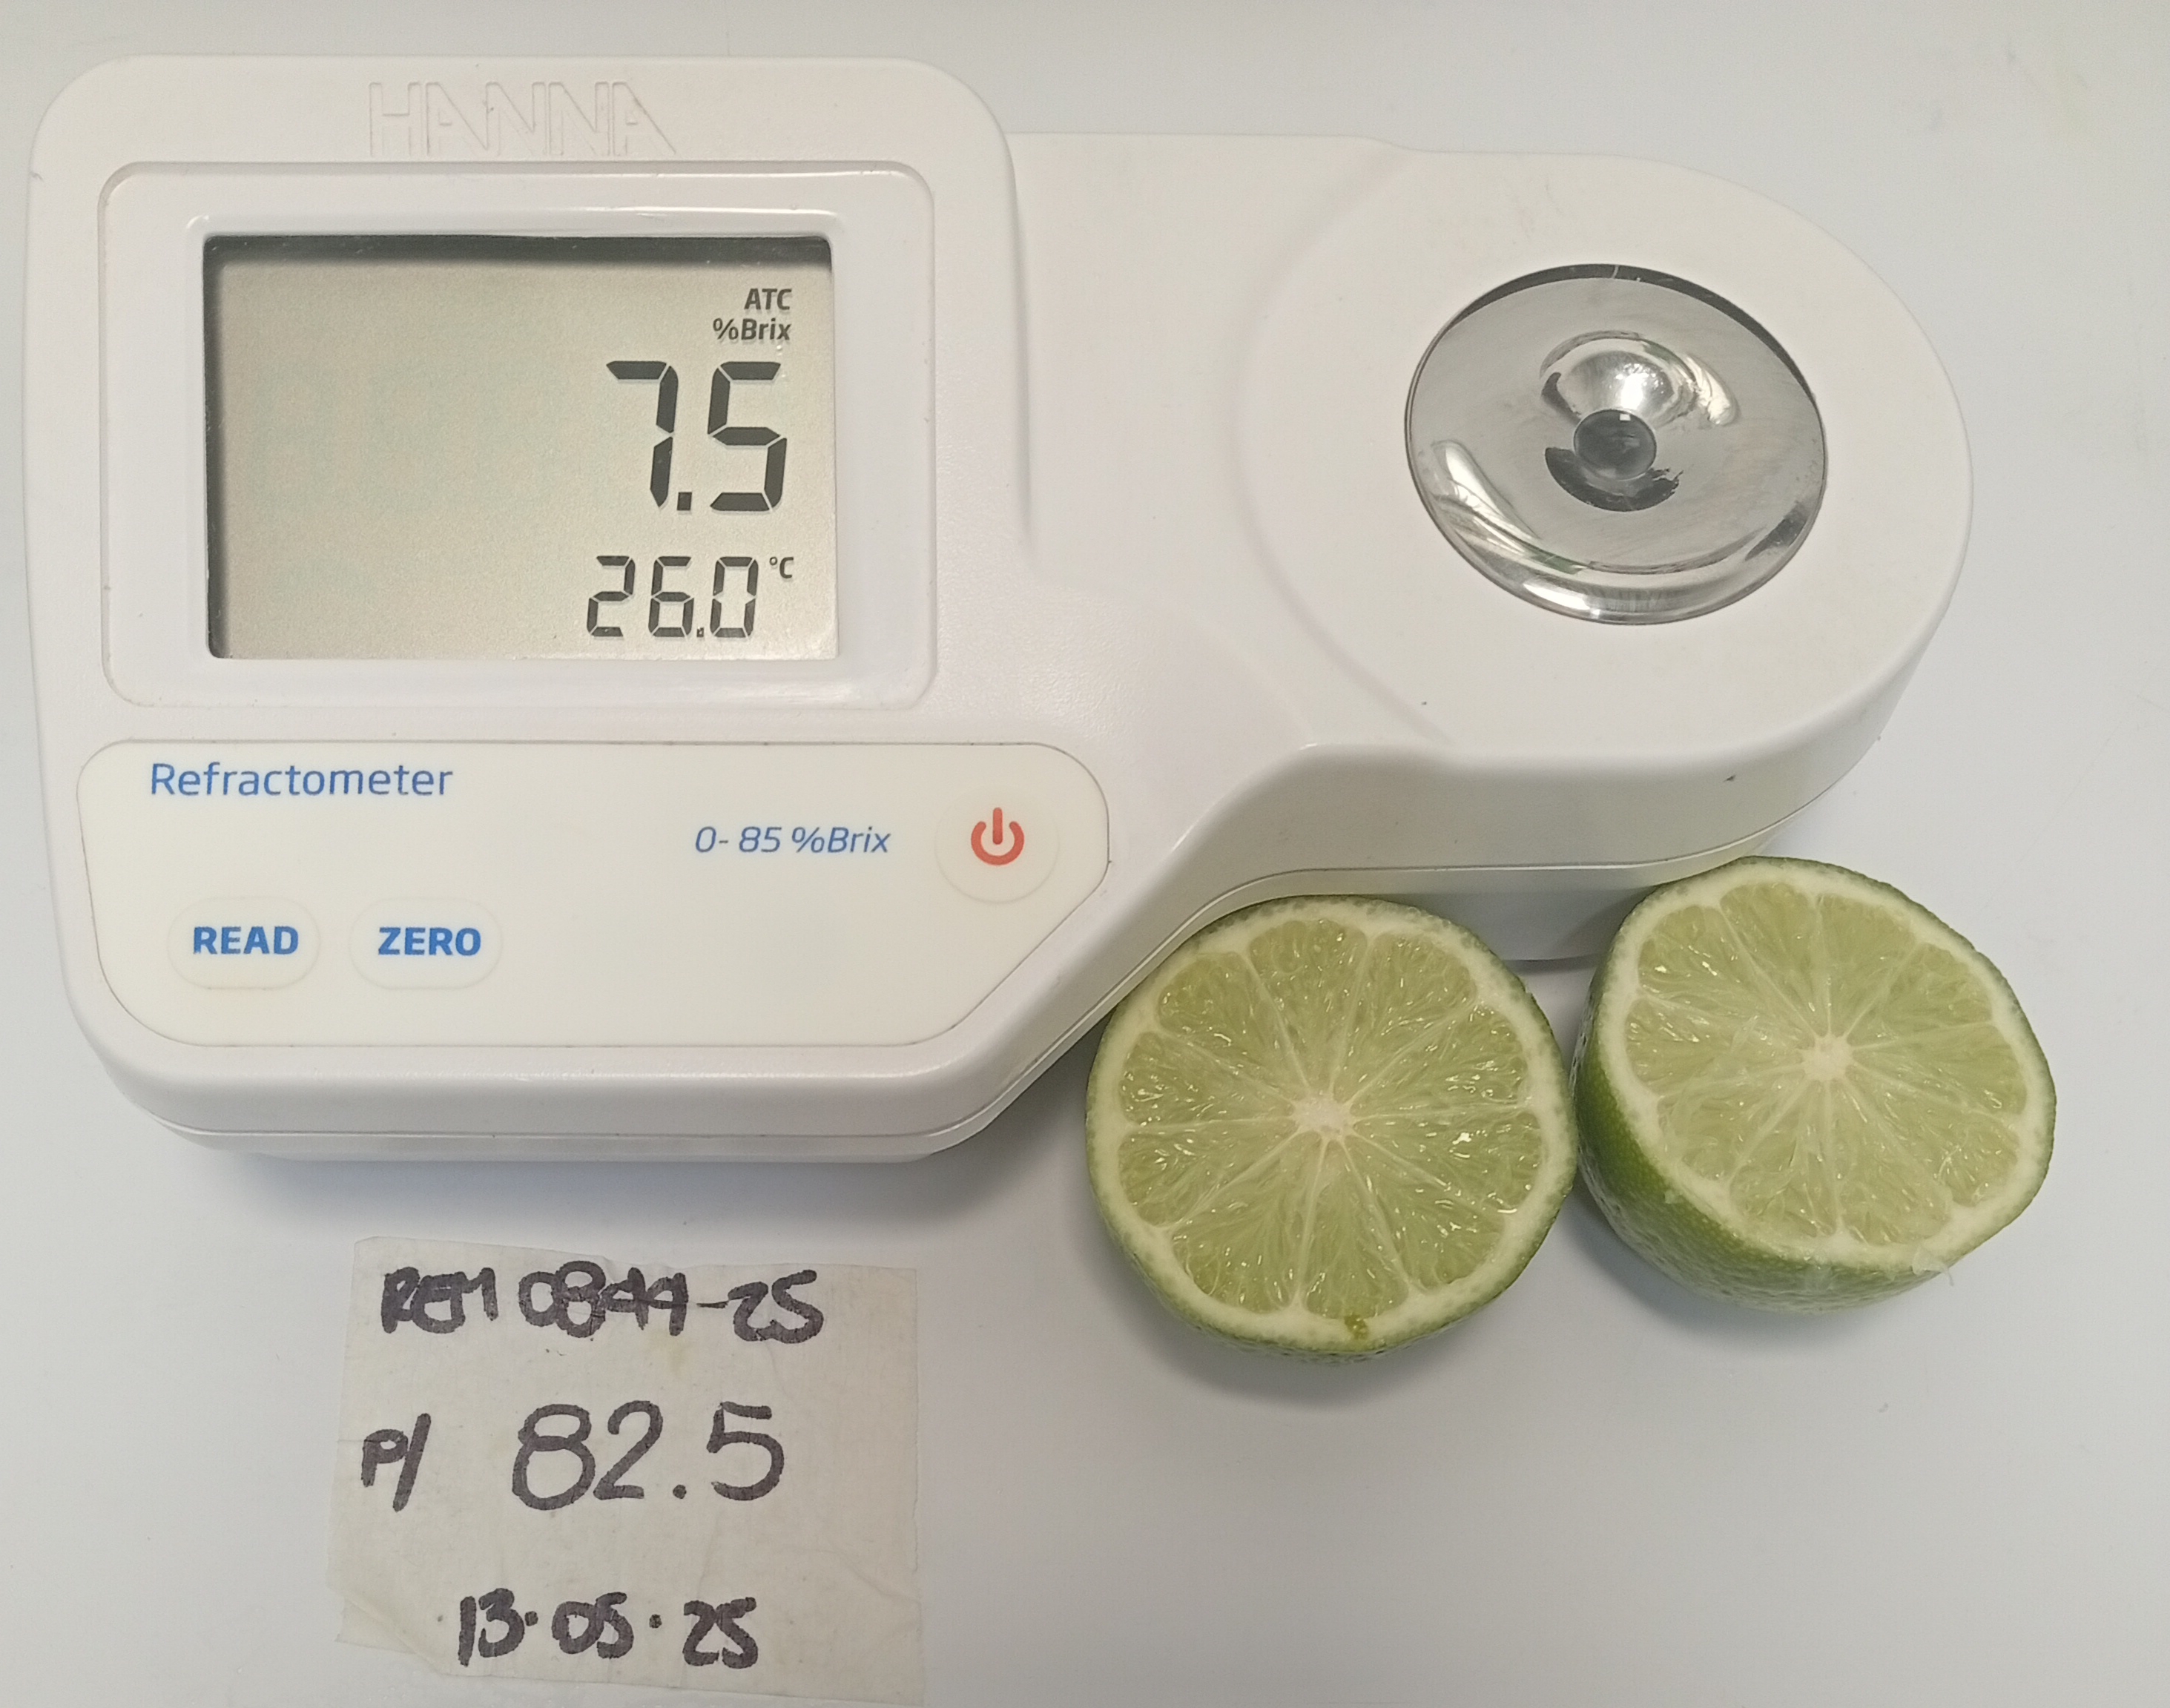 HANNA
ATC
%Brix
7.5
26.0 °C
Refractometer
0-85 %Brix
READ ZERO
REM 0844-25
P/ 82.5
13.05.25